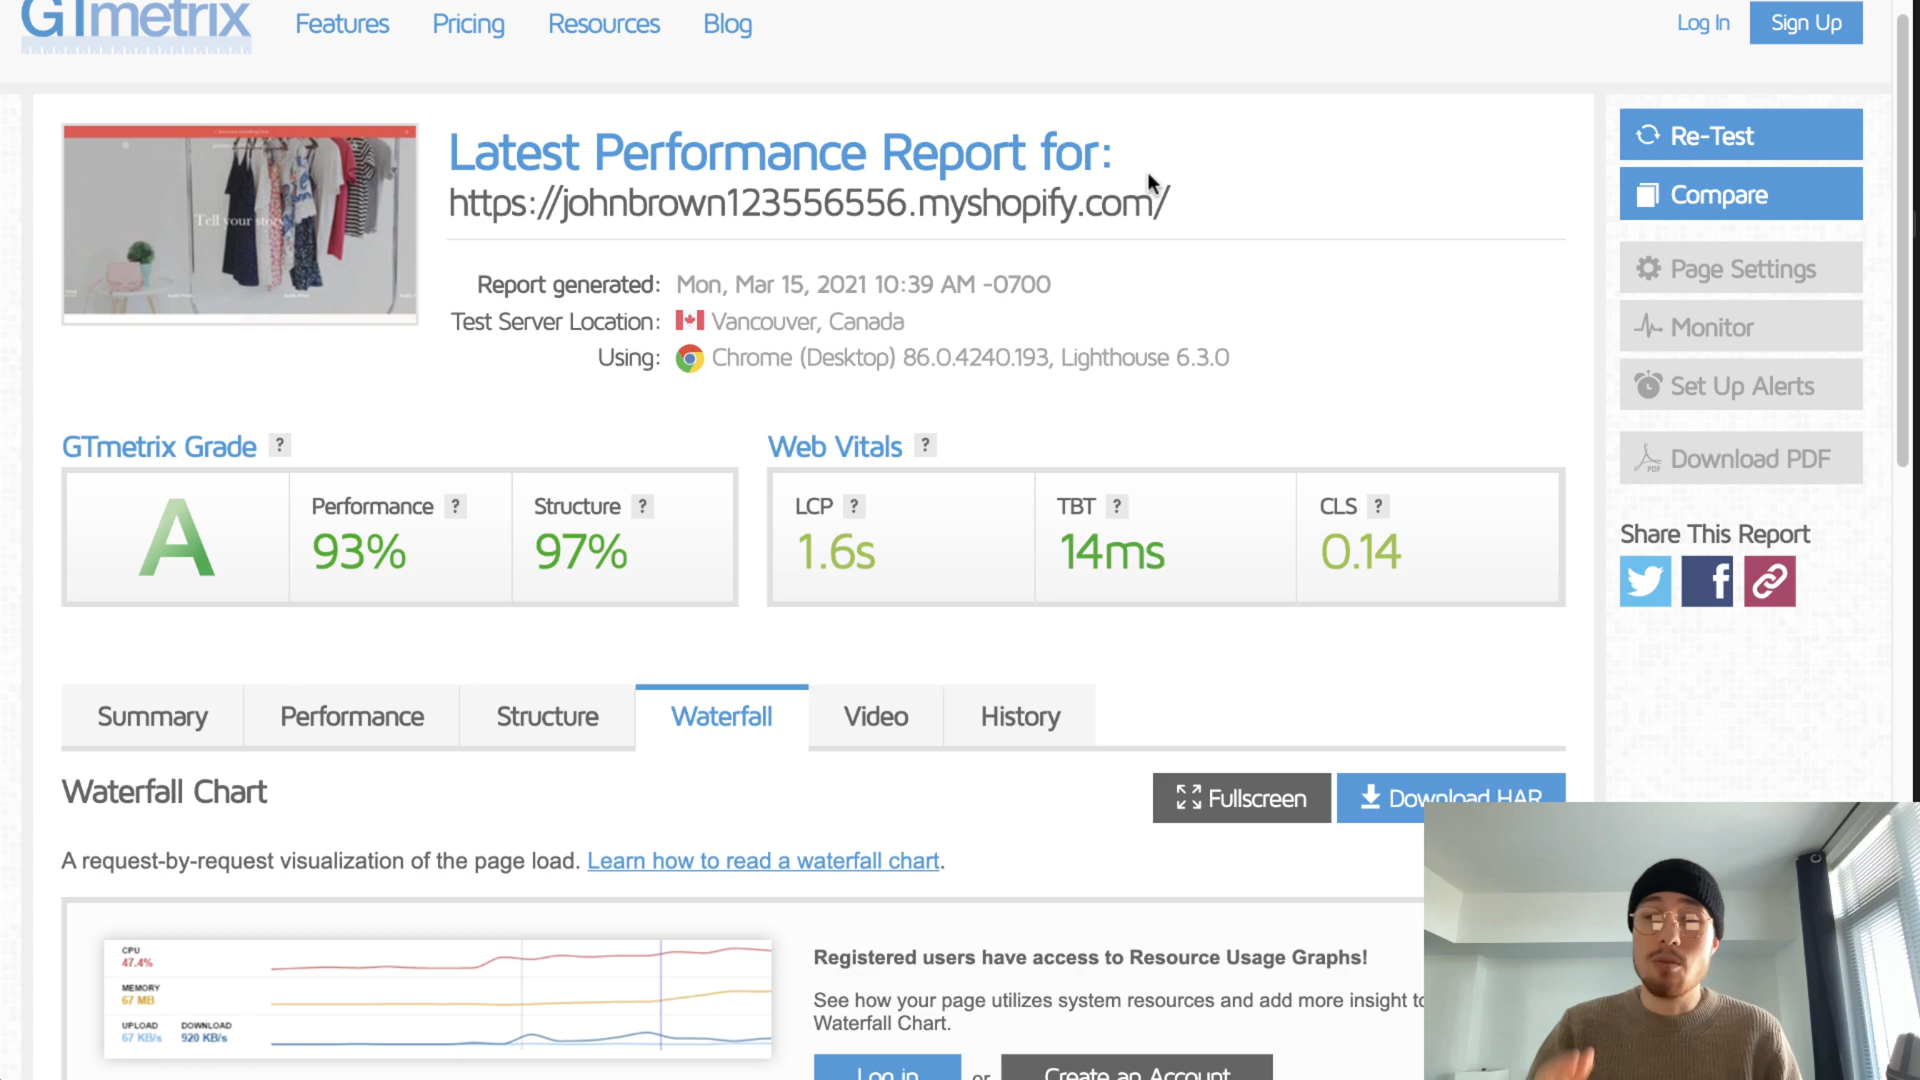 GTmetrix
Features
Pricing
Resources
Blog
Log In
Sign Up
Tell your story
Latest Performance Report for:
https://johnbrown123556556.myshopify.com/
Report generated: Mon, Mar 15, 2021 10:39 AM -0700
Test Server Location: Vancouver, Canada
Using: Chrome (Desktop) 86.0.4240.193, Lighthouse 6.3.0
Re-Test
Compare
Page Settings
Monitor
Set Up Alerts
PDF Download PDF
Share This Report
GTmetrix Grade ?
A
Performance ?
93%
Structure ?
97%
Web Vitals ?
LCP ?
1.6s
TBT ?
14ms
CLS ?
0.14
Summary
Performance
Structure
Waterfall
Video
History
Waterfall Chart
Fullscreen
Download HAR
A request-by-request visualization of the page load. Learn how to read a waterfall chart.
CPU
47.4%
MEMORY
67 MB
UPLOAD
67 KB/s
DOWNLOAD
920 KB/s
Registered users have access to Resource Usage Graphs!
See how your page utilizes system resources and add more insight to
Waterfall Chart.
Log in
or
Create an Account